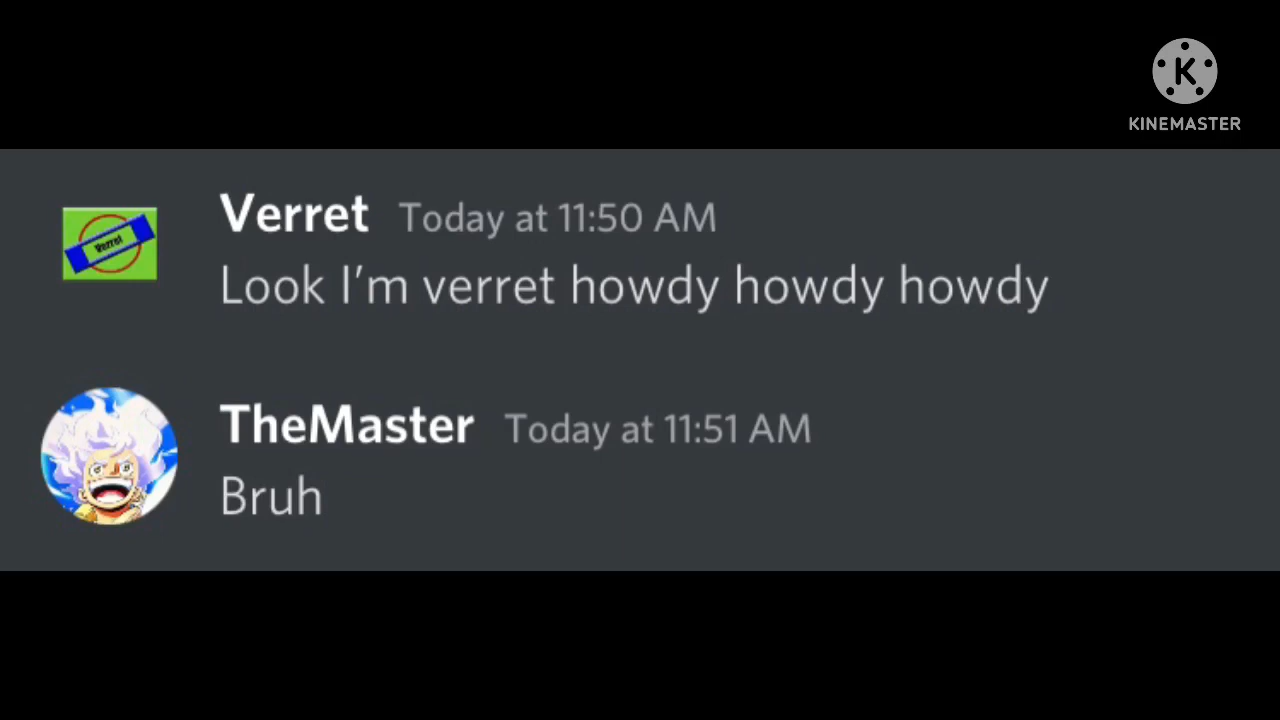 K
KINEMASTER
Verret Today at 11:50 AM
Verret
Look I’m verret howdy howdy howdy
TheMaster Today at 11:51 AM
Bruh